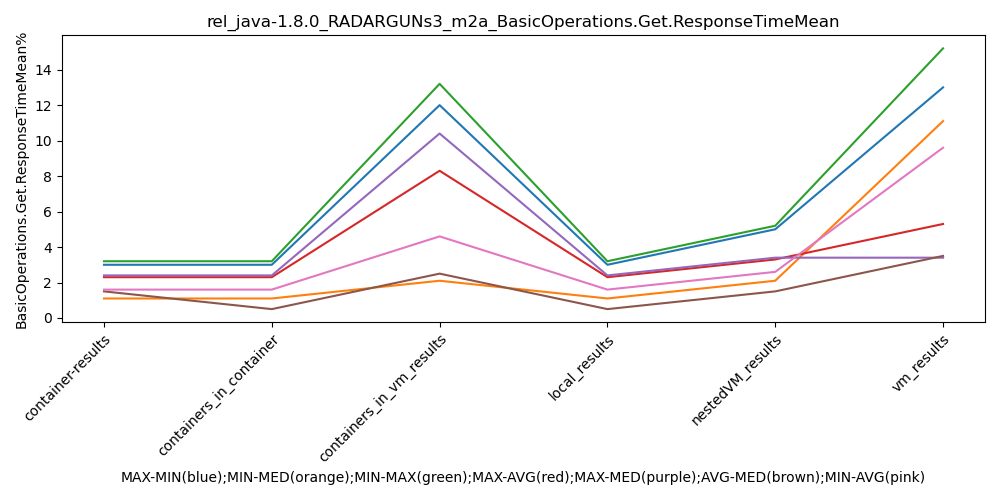 rel_java-1.8.0_RADARGUNs3_m2a_BasicOperations.Get.ResponseTimeMean
BasicOperations.Get.ResponseTimeMean%
14
12
10
8
6
4
2
0
container-results
containers_in_container
containers_in_vm_results
local_results
nestedVM_results
vm_results
MAX-MIN(blue);MIN-MED(orange);MIN-MAX(green);MAX-AVG(red);MAX-MED(purple);AVG-MED(brown);MIN-AVG(pink)